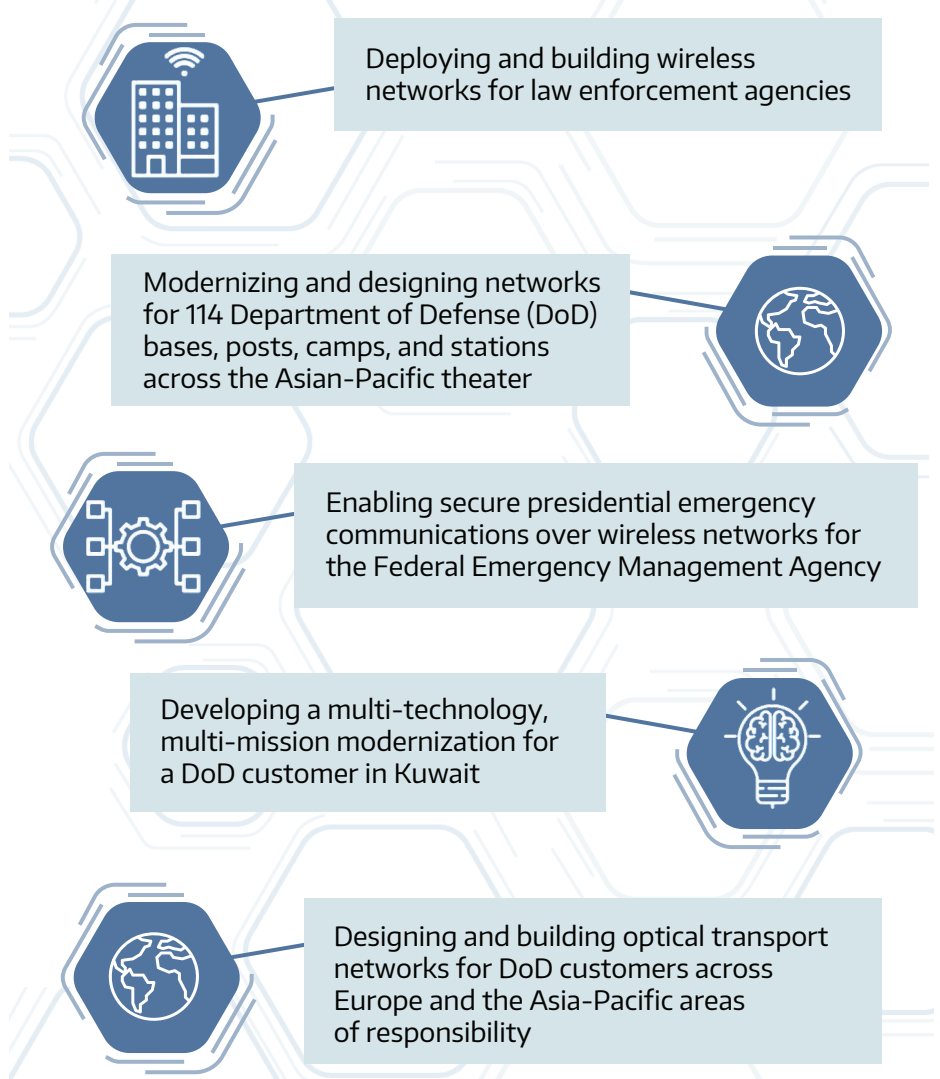 Deploying and building wireless
networks for law enforcement agencies
Modernizing and designing networks
for 114 Department of Defense (DoD)
bases, posts, camps, and stations
across the Asian-Pacific theater
Enabling secure presidential emergency
communications over wireless networks for
the Federal Emergency Management Agency
Developing a multi-technology,
multi-mission modernization for
a DoD customer in Kuwait
Designing and building optical transport
networks for DoD customers across
Europe and the Asia-Pacific areas
of responsibility